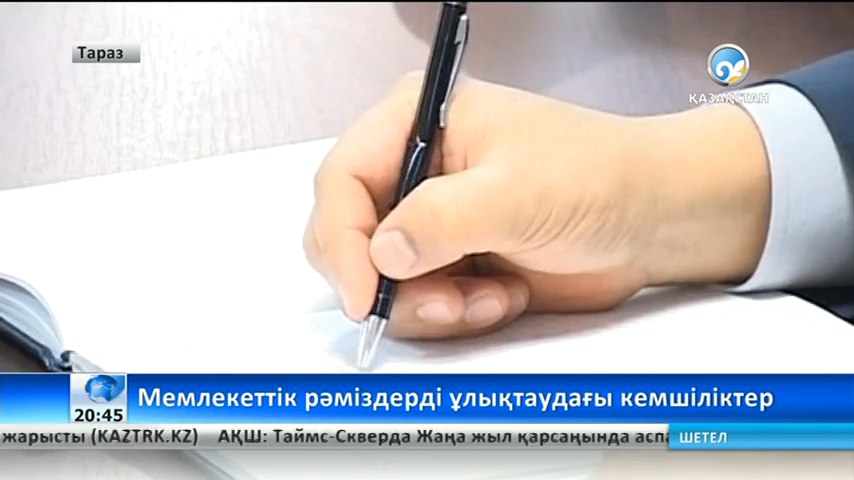 Тараз
ҚАЗАҚСТАН
Мемлекеттік рәміздерді ұлықтаудағы кемшіліктер
20:45
жарысты (KAZTRK.KZ) АҚШ: Таймс-Скверда Жаңа жыл қарсаңында
ШЕТЕЛ